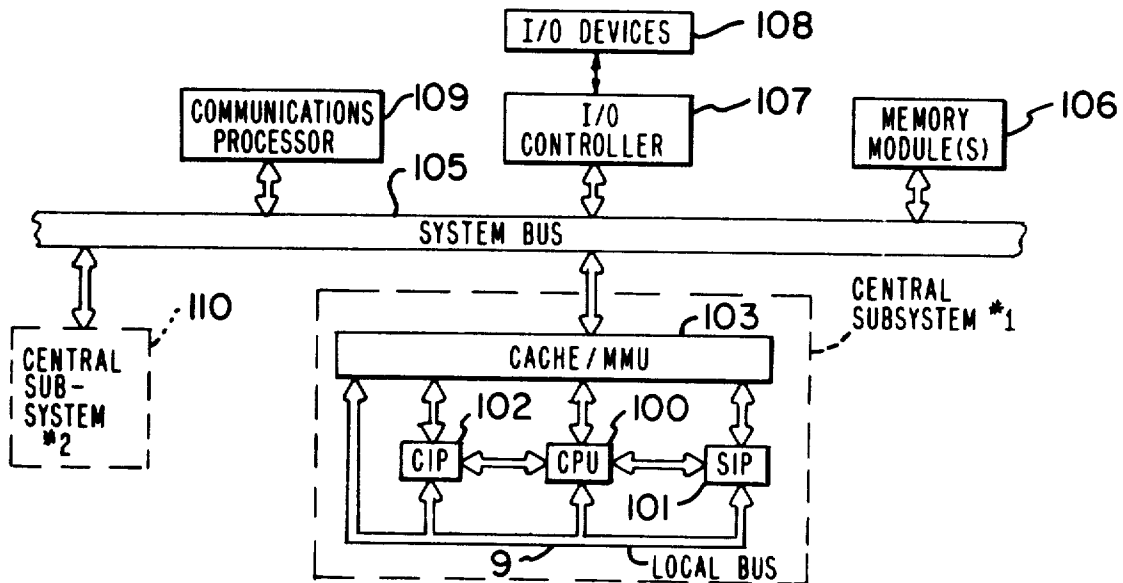 I/O DEVICES
108
COMMUNICATIONS
PROCESSOR
109
I/O
CONTROLLER
107
MEMORY
MODULE(S)
106
105
SYSTEM BUS
110
CENTRAL
SUB-
SYSTEM
*2
CENTRAL
SUBSYSTEM *1
103
CACHE/MMU
102
100
CIP
CPU
SIP
101
9
LOCAL BUS